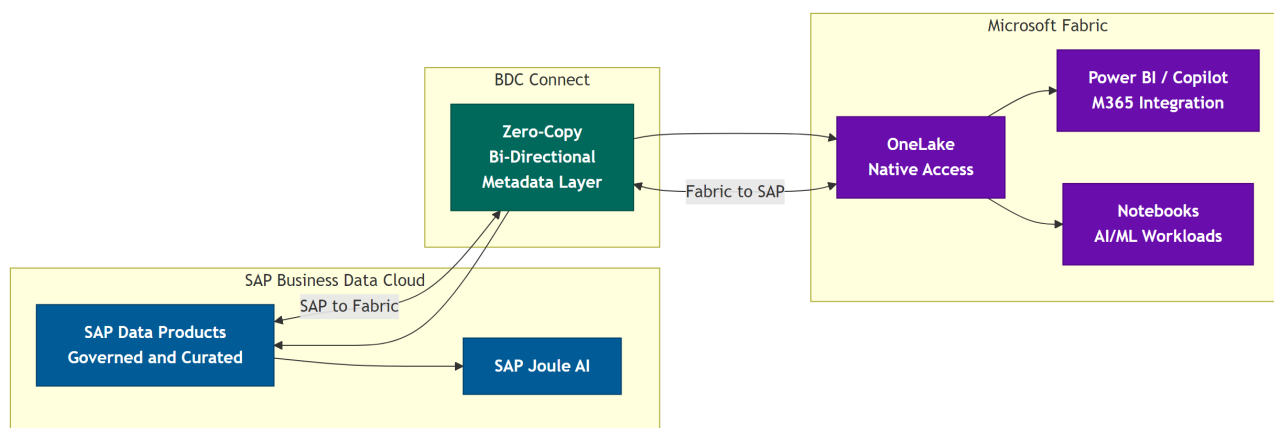 Microsoft Fabric
Power BI / Copilot
M365 Integration
BDC Connect
Zero-Copy
Bi-Directional
Metadata Layer
OneLake
Native Access
Fabric to SAP
Notebooks
AI/ML Workloads
SAP Business Data Cloud
SAP to Fabric
SAP Data Products
Governed and Curated
SAP Joule AI